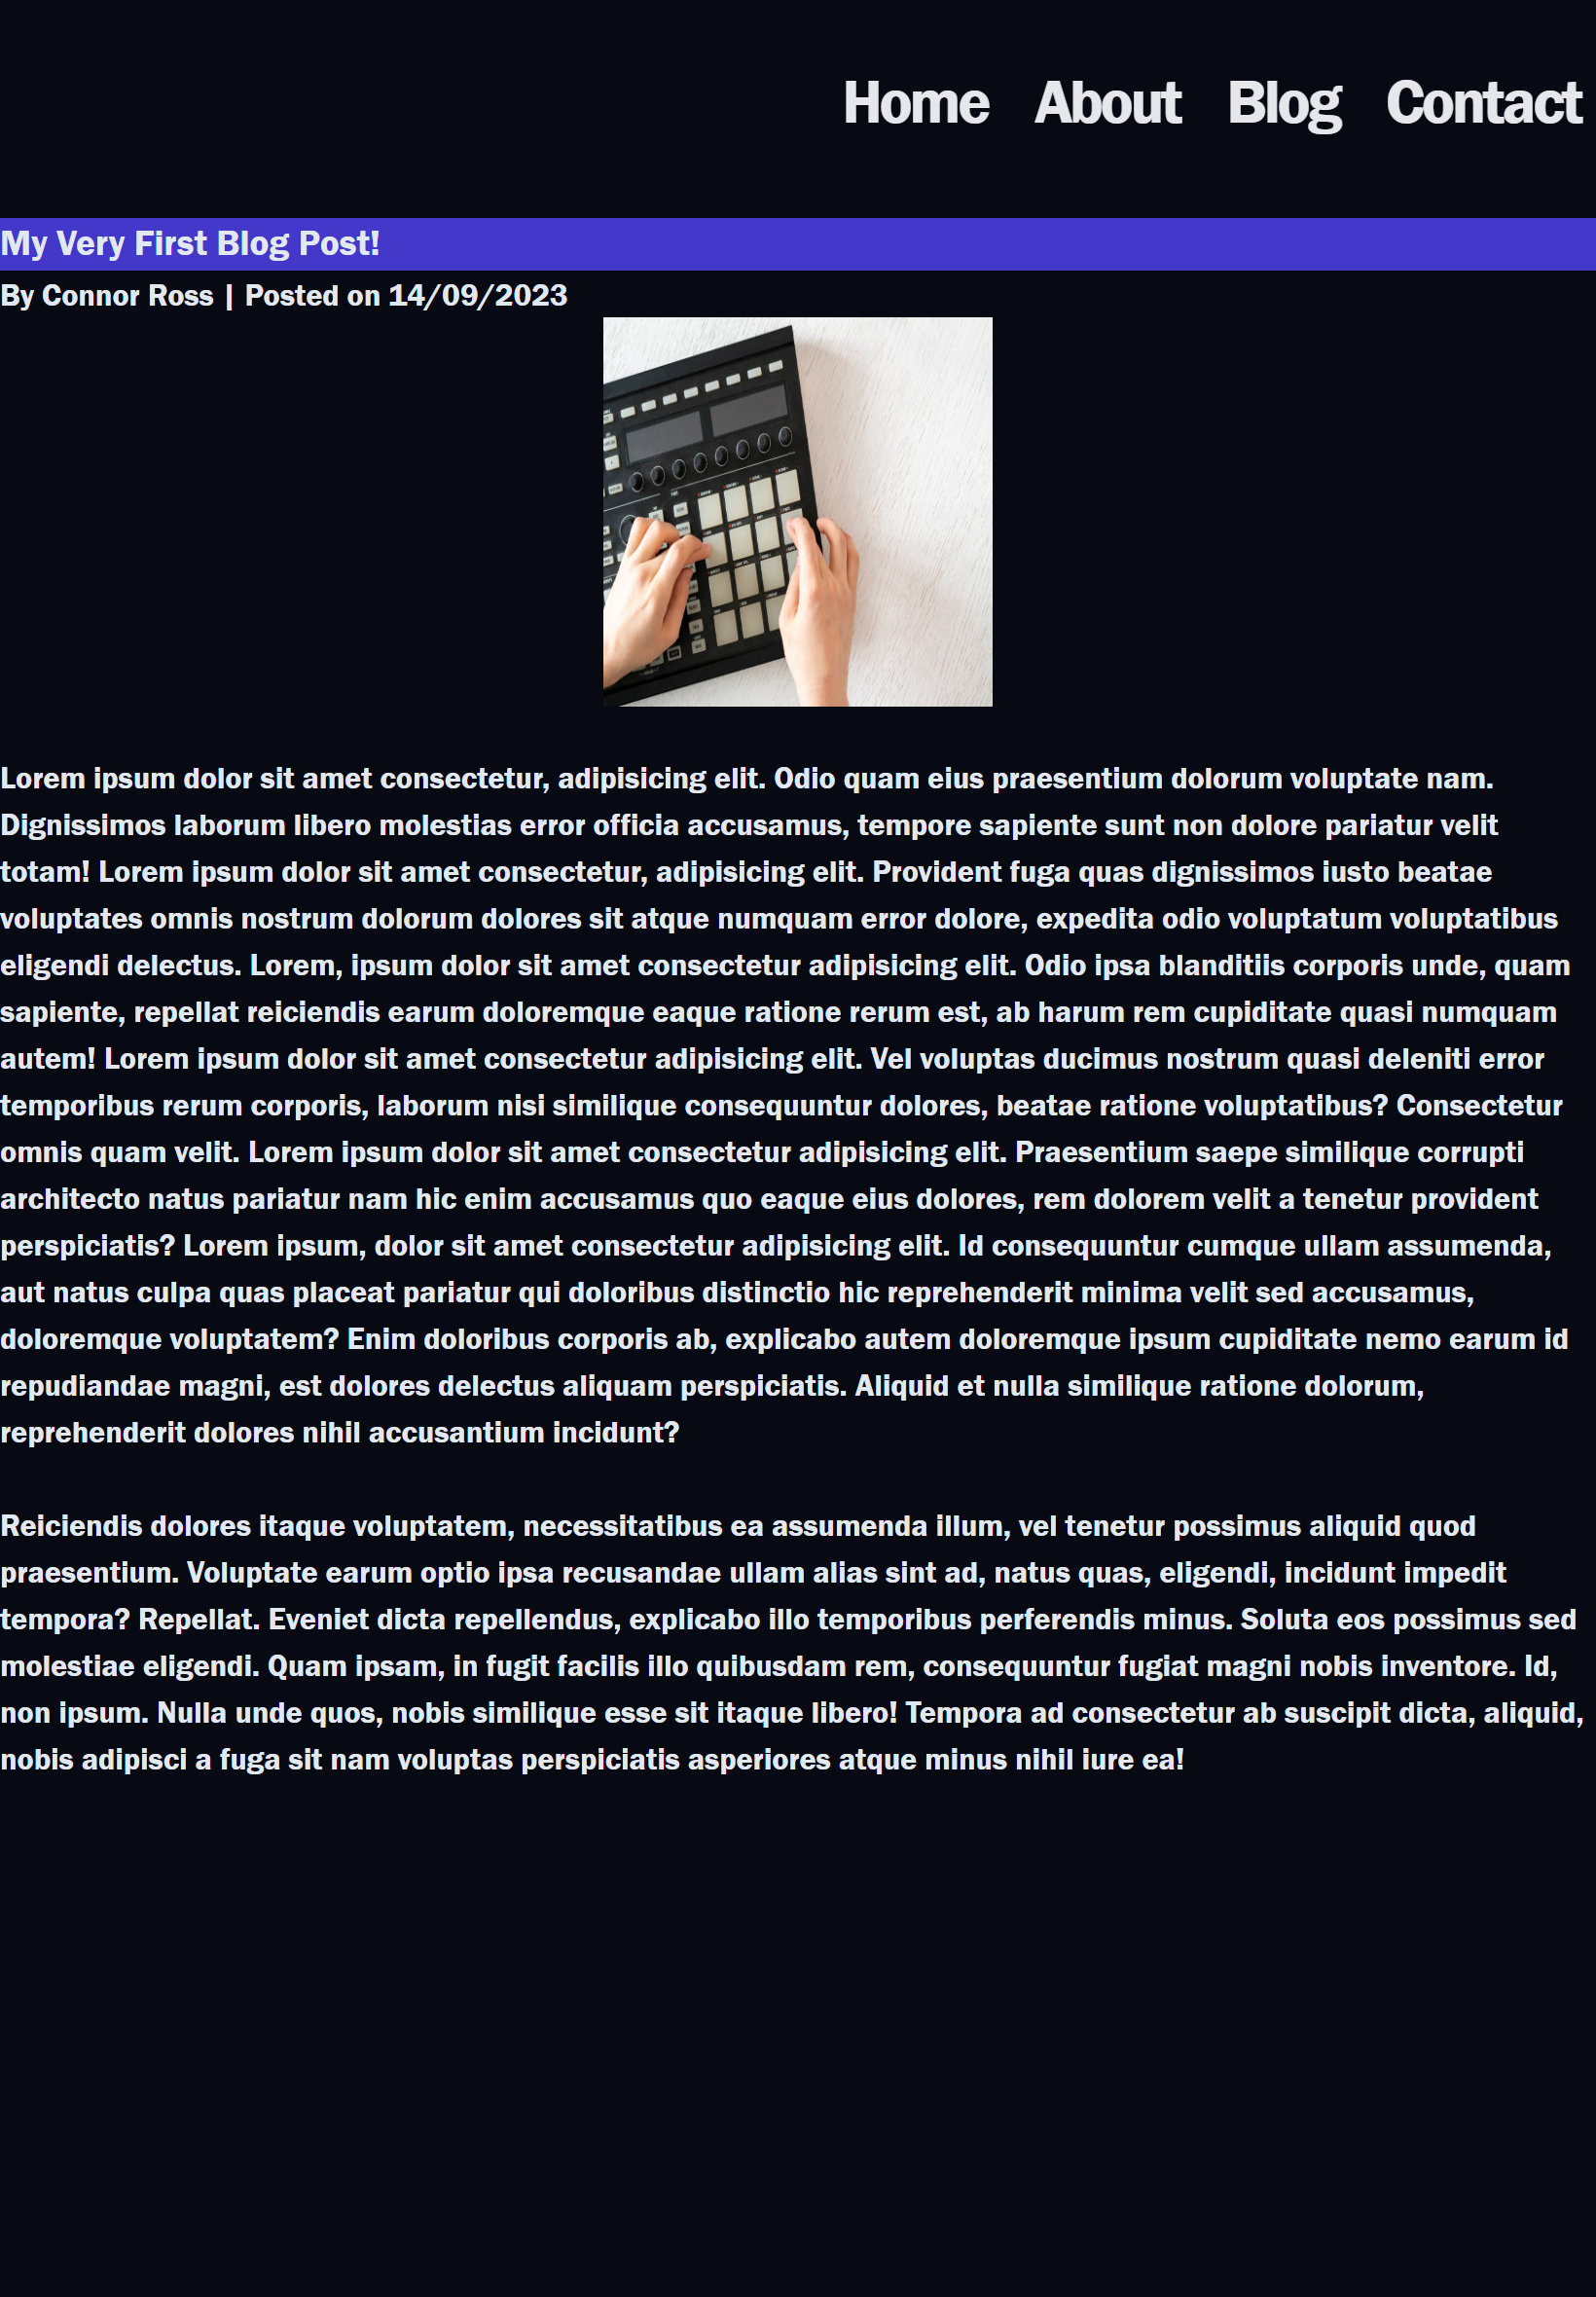 Home About Blog Contact
My Very First Blog Post!
By Connor Ross | Posted on 14/09/2023
Lorem ipsum dolor sit amet consectetur, adipisicing elit. Odio quam eius praesentium dolorum voluptate nam.
Dignissimos laborum libero molestias error officia accusamus, tempore sapiente sunt non dolore pariatur velit
totam! Lorem ipsum dolor sit amet consectetur, adipisicing elit. Provident fuga quas dignissimos iusto beatae
voluptates omnis nostrum dolorum dolores sit atque numquam error dolore, expedita odio voluptatum voluptatibus
eligendi delectus. Lorem, ipsum dolor sit amet consectetur adipisicing elit. Odio ipsa blanditiis corporis unde, quam
sapiente, repellat reiciendis earum doloremque eaque ratione rerum est, ab harum rem cupiditate quasi numquam
autem! Lorem ipsum dolor sit amet consectetur adipisicing elit. Vel voluptas ducimus nostrum quasi deleniti error
temporibus rerum corporis, laborum nisi similique consequuntur dolores, beatae ratione voluptatibus? Consectetur
omnis quam velit. Lorem ipsum dolor sit amet consectetur adipisicing elit. Praesentium saepe similique corrupti
architecto natus pariatur nam hic enim accusamus quo eaque eius dolores, rem dolorem velit a tenetur provident
perspiciatis? Lorem ipsum, dolor sit amet consectetur adipisicing elit. Id consequuntur cumque ullam assumenda,
aut natus culpa quas placeat pariatur qui doloribus distinctio hic reprehenderit minima velit sed accusamus,
doloremque voluptatem? Enim doloribus corporis ab, explicabo autem doloremque ipsum cupiditate nemo earum id
repudiandae magni, est dolores delectus aliquam perspiciatis. Aliquid et nulla similique ratione dolorum,
reprehenderit dolores nihil accusantium incidunt?
Reiciendis dolores itaque voluptatem, necessitatibus ea assumenda illum, vel tenetur possimus aliquid quod
praesentium. Voluptate earum optio ipsa recusandae ullam alias sint ad, natus quas, eligendi, incidunt impedit
tempora? Repellat. Eveniet dicta repellendus, explicabo illo temporibus perferendis minus. Soluta eos possimus sed
molestiae eligendi. Quam ipsam, in fugit facilis illo quibusdam rem, consequuntur fugiat magni nobis inventore. Id,
non ipsum. Nulla unde quos, nobis similique esse sit itaque libero! Tempora ad consectetur ab suscipit dicta, aliquid,
nobis adipisci a fuga sit nam voluptas perspiciatis asperiores atque minus nihil iure ea!